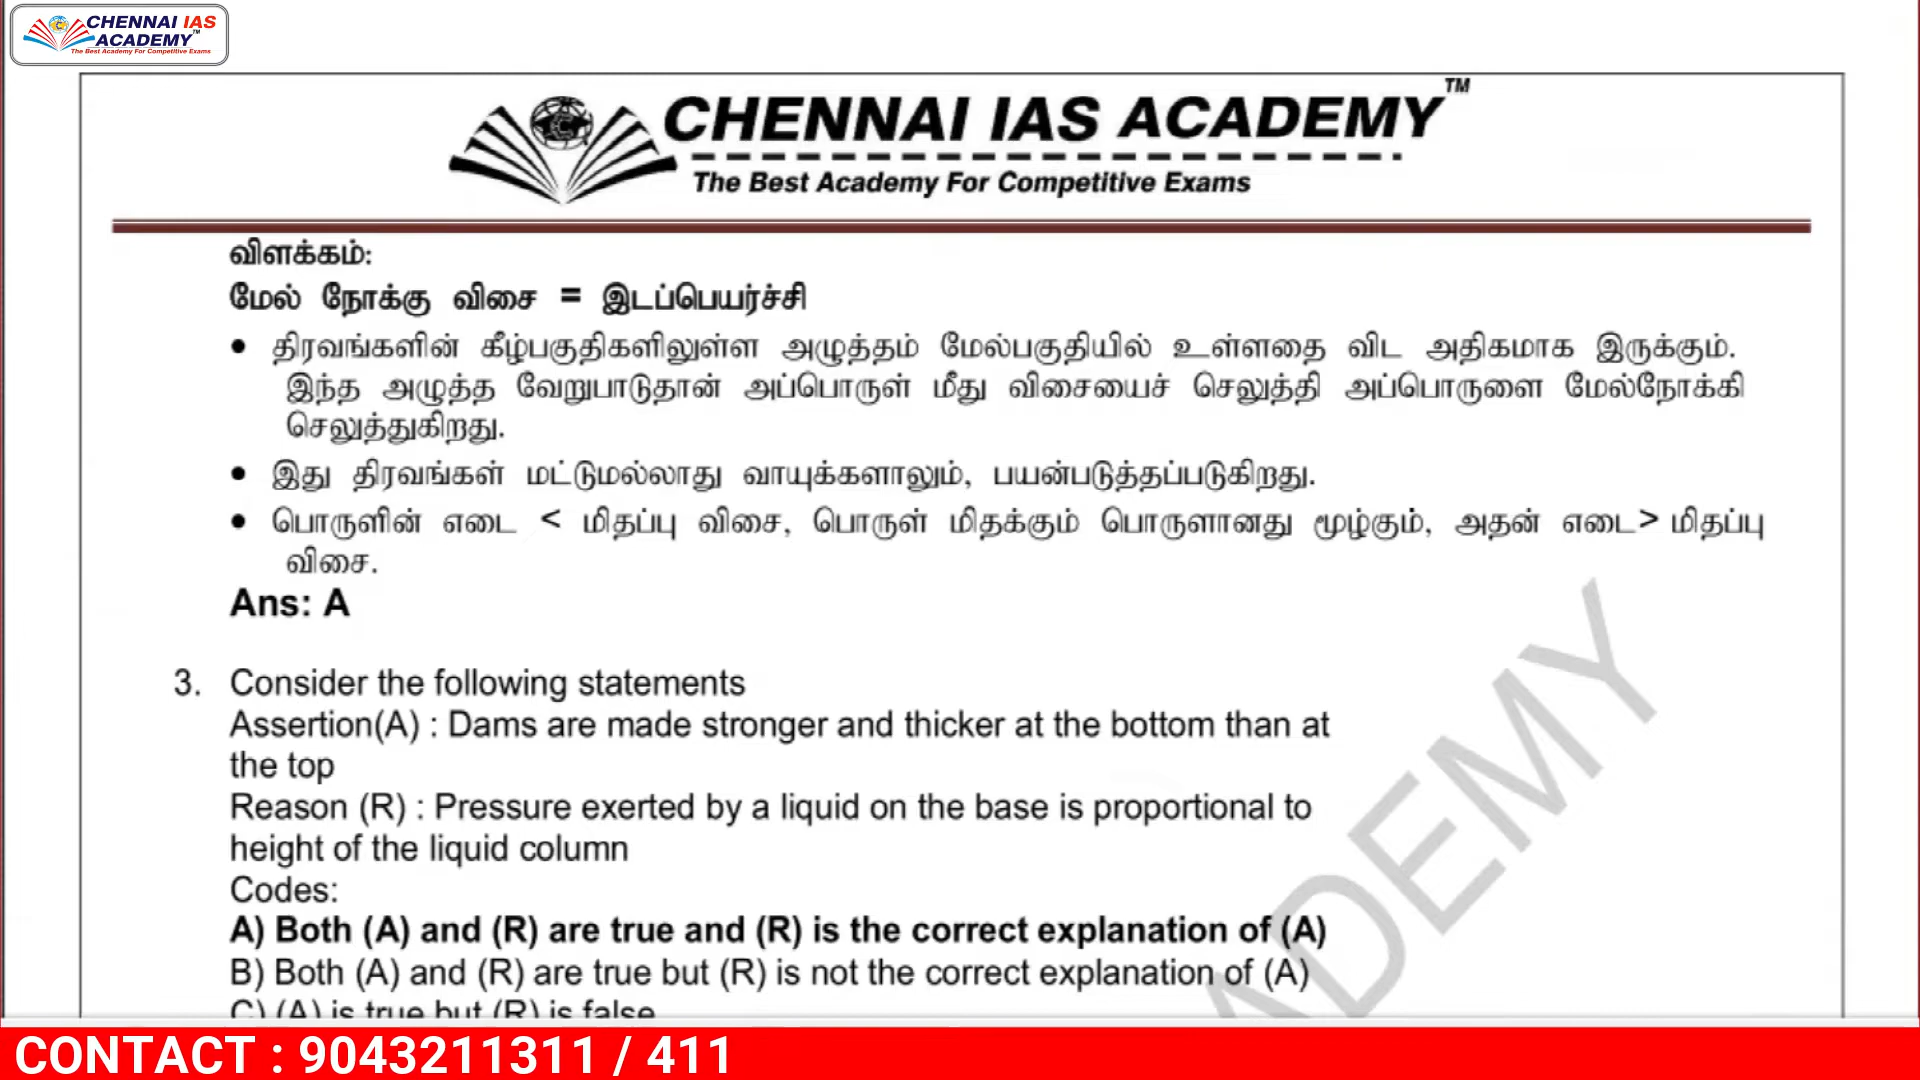 CHENNAI IAS
ACADEMY™
The Best Academy For Competitive Exams
CHENNAI IAS ACADEMY™
The Best Academy For Competitive Exams
விளக்கம்:
மேல் நோக்கு விசை = இடப்பெயர்ச்சி
• திரவங்களின் கீழ்பகுதிகளிலுள்ள அழுத்தம் மேல்பகுதியில் உள்ளதை விட அதிகமாக இருக்கும்.
இந்த அழுத்த வேறுபாடுதான் அப்பொருள் மீது விசையைச் செலுத்தி அப்பொருளை மேல்நோக்கி
செலுத்துகிறது.
• இது திரவங்கள் மட்டுமல்லாது வாயுக்களாலும், பயன்படுத்தப்படுகிறது.
• பொருளின் எடை < மிதப்பு விசை, பொருள் மிதக்கும் பொருளானது மூழ்கும், அதன் எடை> மிதப்பு
விசை.
Ans: A
3. Consider the following statements
Assertion(A) : Dams are made stronger and thicker at the bottom than at
the top
Reason (R) : Pressure exerted by a liquid on the base is proportional to
height of the liquid column
Codes:
A) Both (A) and (R) are true and (R) is the correct explanation of (A)
B) Both (A) and (R) are true but (R) is not the correct explanation of (A)
C) (A) is true but (R) is false
ADEMY
CONTACT : 9043211311 / 411